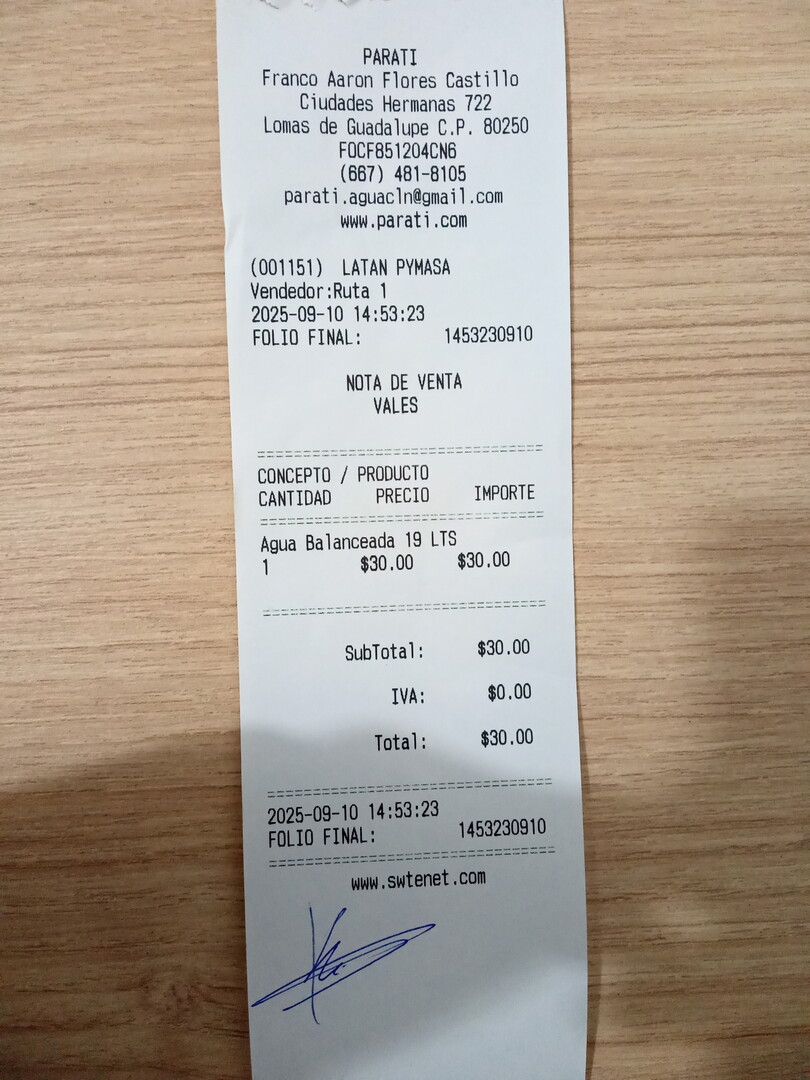 PARATI
Franco Aaron Flores Castillo
Ciudades Hermanas 722
Lomas de Guadalupe C.P. 80250
FOCF851204CN6
(667) 481-8105
parati.aguacln@gmail.com
www.parati.com
(001151) LATAN PYMASA
Vendedor:Ruta 1
2025-09-10 14:53:23
FOLIO FINAL: 1453230910
NOTA DE VENTA
VALES
CONCEPTO / PRODUCTO
CANTIDAD PRECIO IMPORTE
Agua Balanceada 19 LTS
1 $30.00 $30.00
SubTotal: $30.00
IVA: $0.00
Total: $30.00
2025-09-10 14:53:23
FOLIO FINAL: 1453230910
www.swtenet.com